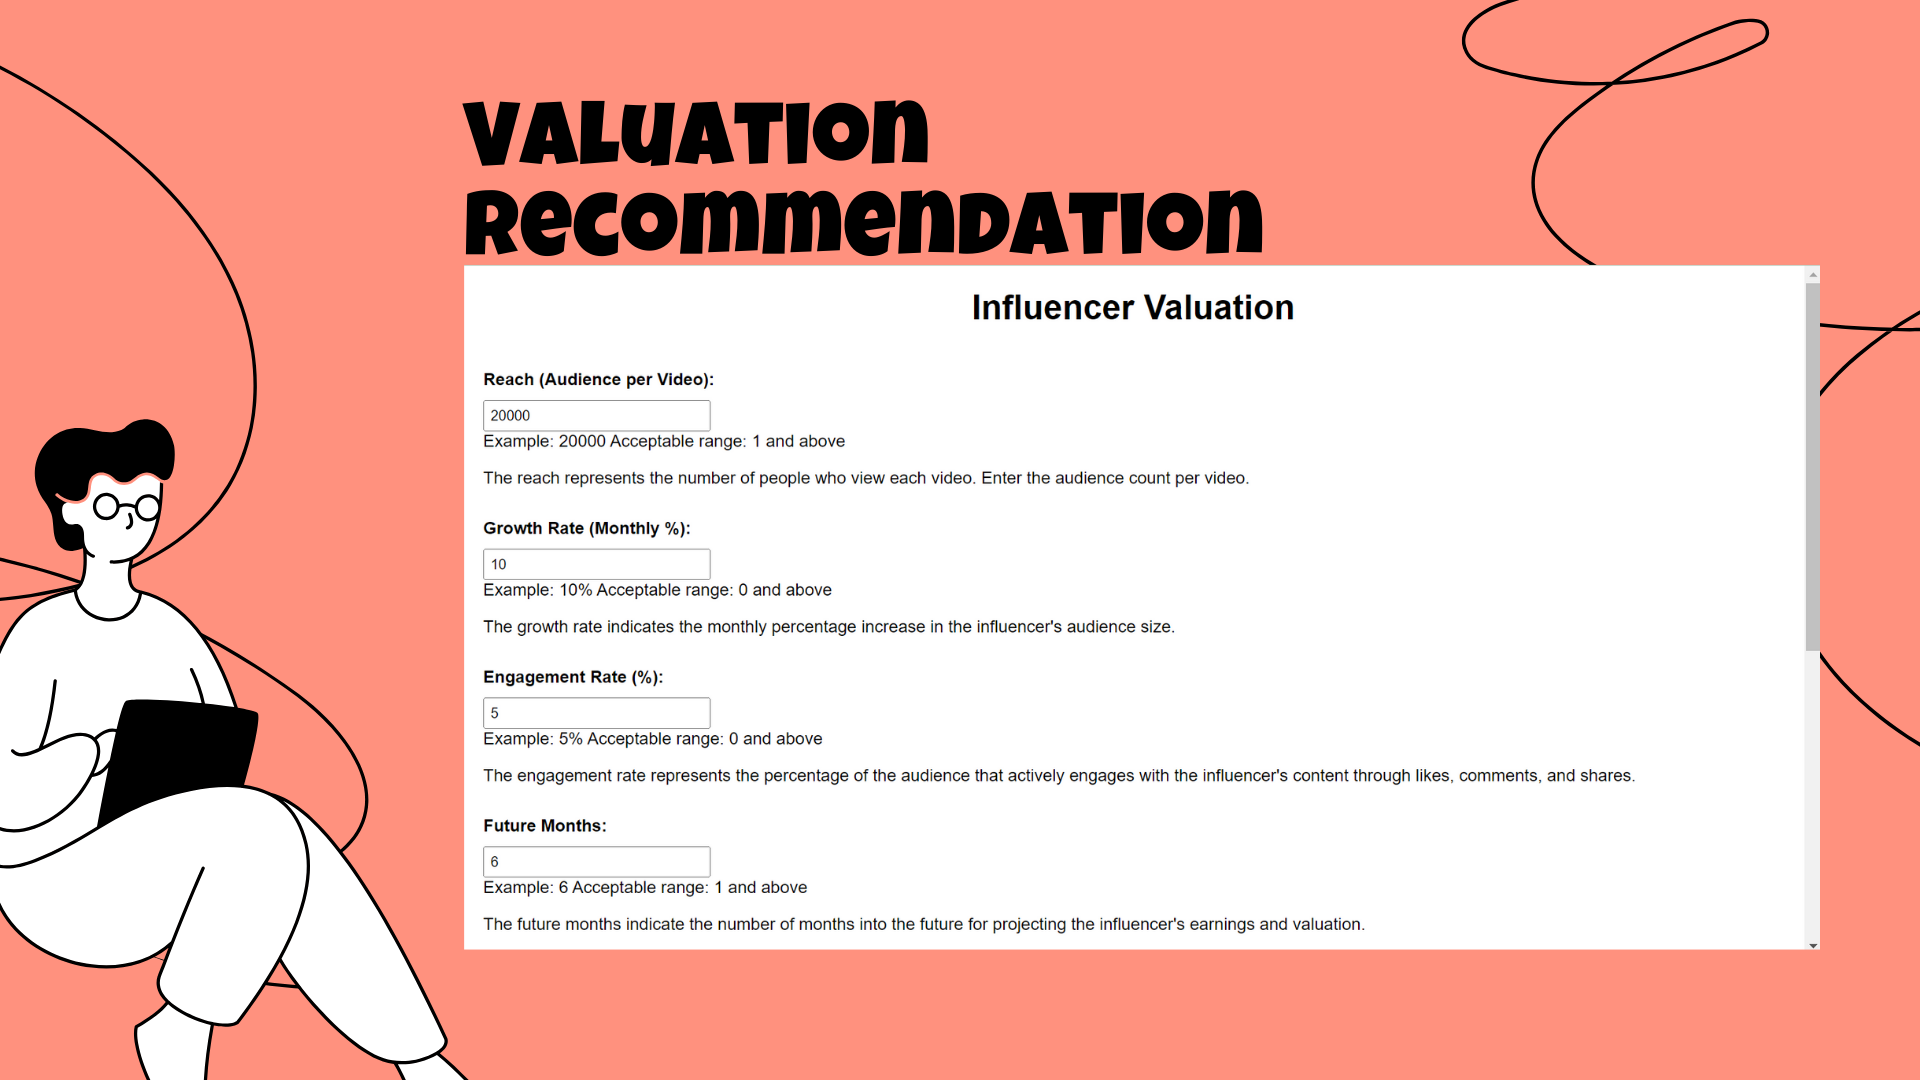 VALUATION
RECOMMENDATION
Influencer Valuation
Reach (Audience per Video):
20000
Example: 20000 Acceptable range: 1 and above
The reach represents the number of people who view each video. Enter the audience count per video.
Growth Rate (Monthly %):
10
Example: 10% Acceptable range: 0 and above
The growth rate indicates the monthly percentage increase in the influencer's audience size.
Engagement Rate (%):
5
Example: 5% Acceptable range: 0 and above
The engagement rate represents the percentage of the audience that actively engages with the influencer's content through likes, comments, and shares.
Future Months:
6
Example: 6 Acceptable range: 1 and above
The future months indicate the number of months into the future for projecting the influencer's earnings and valuation.